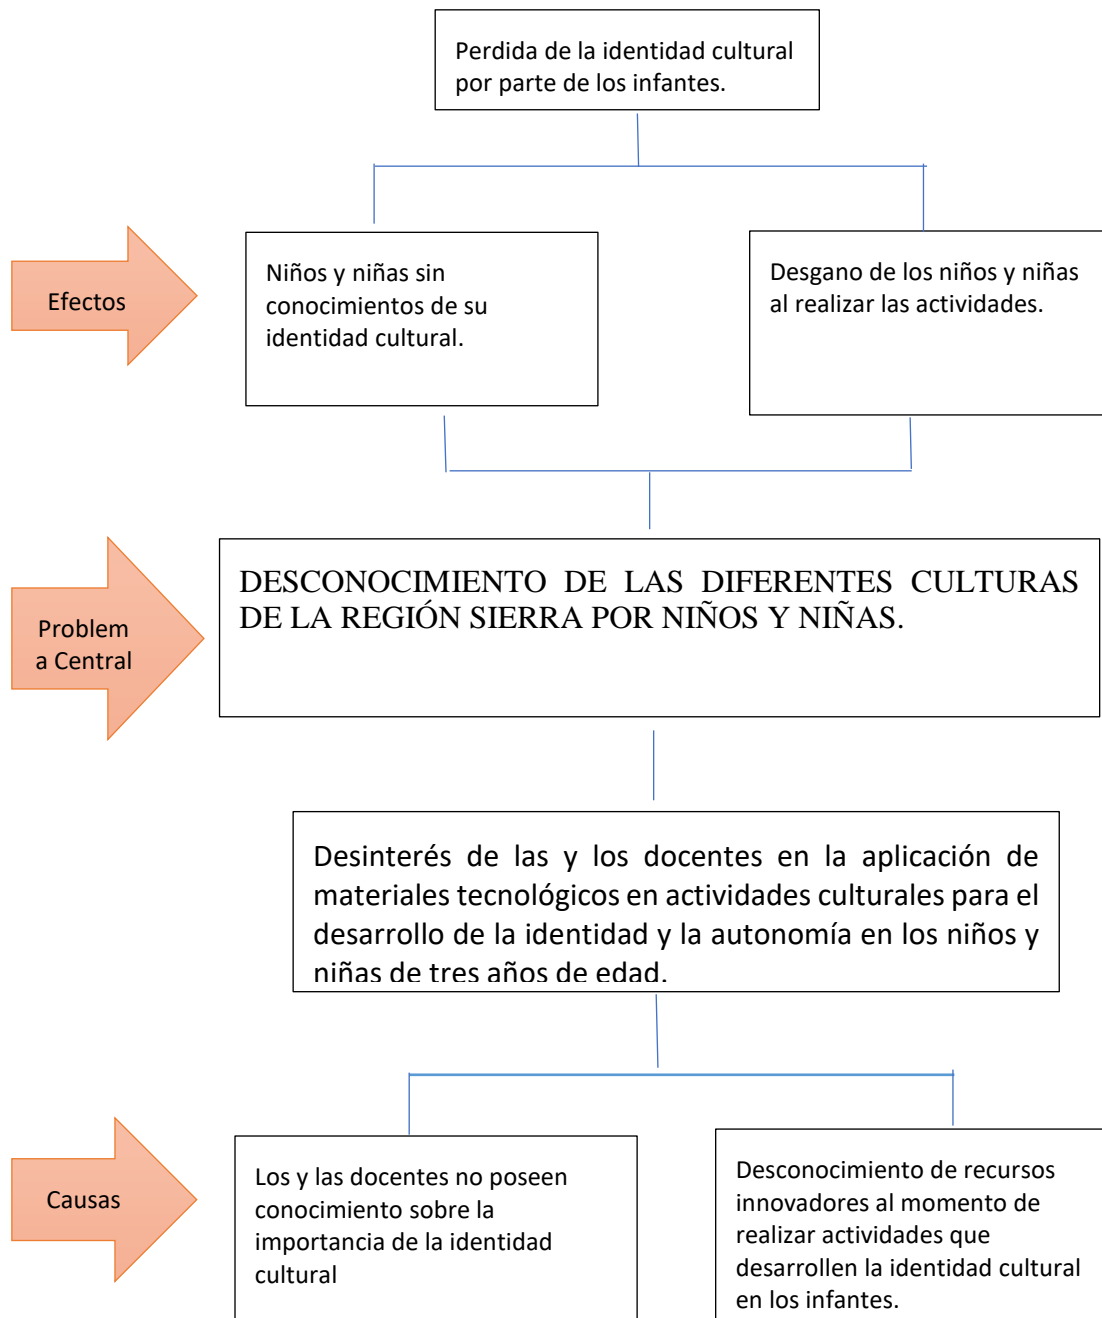 Perdida de la identidad cultural
por parte de los infantes.
Efectos
Niños y niñas sin
conocimientos de su
identidad cultural.
Desgano de los niños y niñas
al realizar las actividades.
Problem
a Central
DESCONOCIMIENTO DE LAS DIFERENTES CULTURAS
DE LA REGIÓN SIERRA POR NIÑOS Y NIÑAS.
Desinterés de las y los docentes en la aplicación de
materiales tecnológicos en actividades culturales para el
desarrollo de la identidad y la autonomía en los niños y
niñas de tres años de edad.
Causas
Los y las docentes no poseen
conocimiento sobre la
importancia de la identidad
cultural
Desconocimiento de recursos
innovadores al momento de
realizar actividades que
desarrollen la identidad cultural
en los infantes.